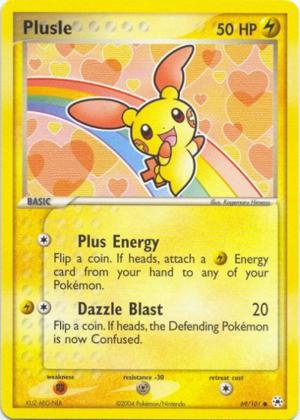 Plusle
50 HP
Illus. Kagemaru Himeno
BASIC
Plus Energy
Flip a coin. If heads, attach a Energy
card from your hand to any of your
Pokémon.
Dazzle Blast 20
Flip a coin. If heads, the Defending Pokémon
is now Confused.
weakness resistance -30 retreat cost
©2004 Pokémon/Nintendo
69/101